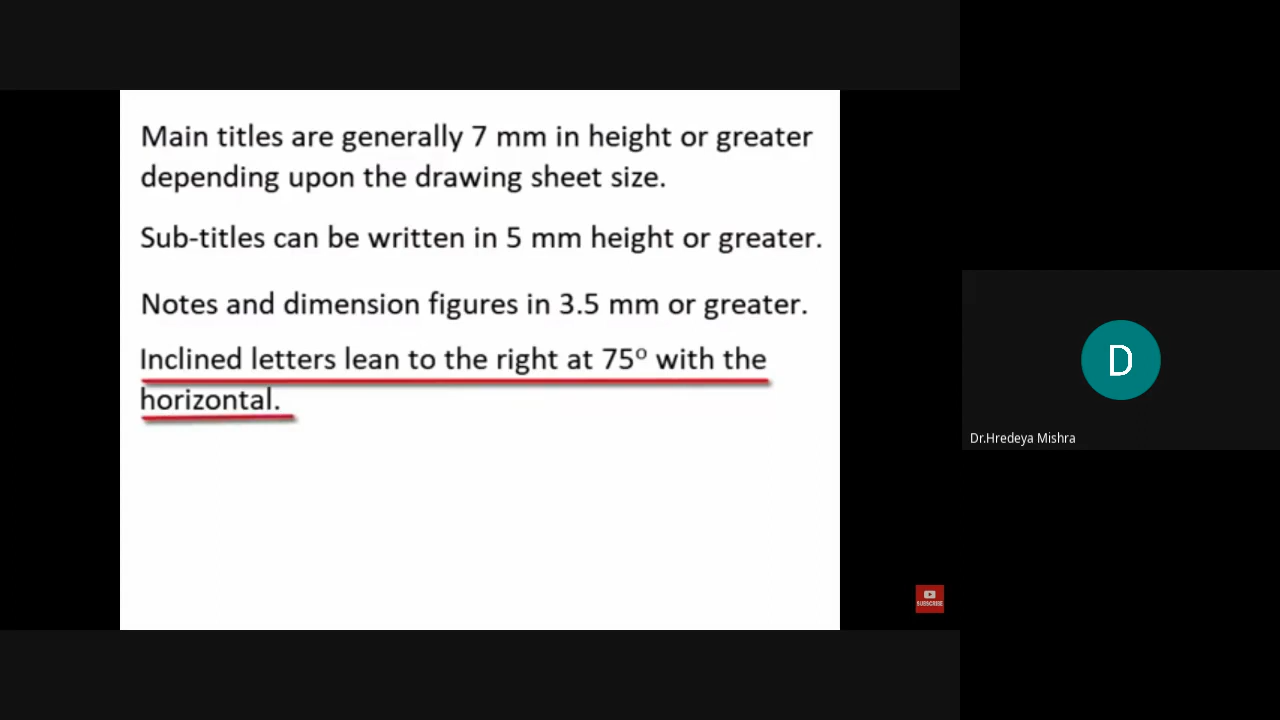 Main titles are generally 7 mm in height or greater
depending upon the drawing sheet size.
Sub-titles can be written in 5 mm height or greater.
Notes and dimension figures in 3.5 mm or greater.
Inclined letters lean to the right at 75º with the
horizontal.
D
Dr.Hredeya Mishra
SUBSCRIBE